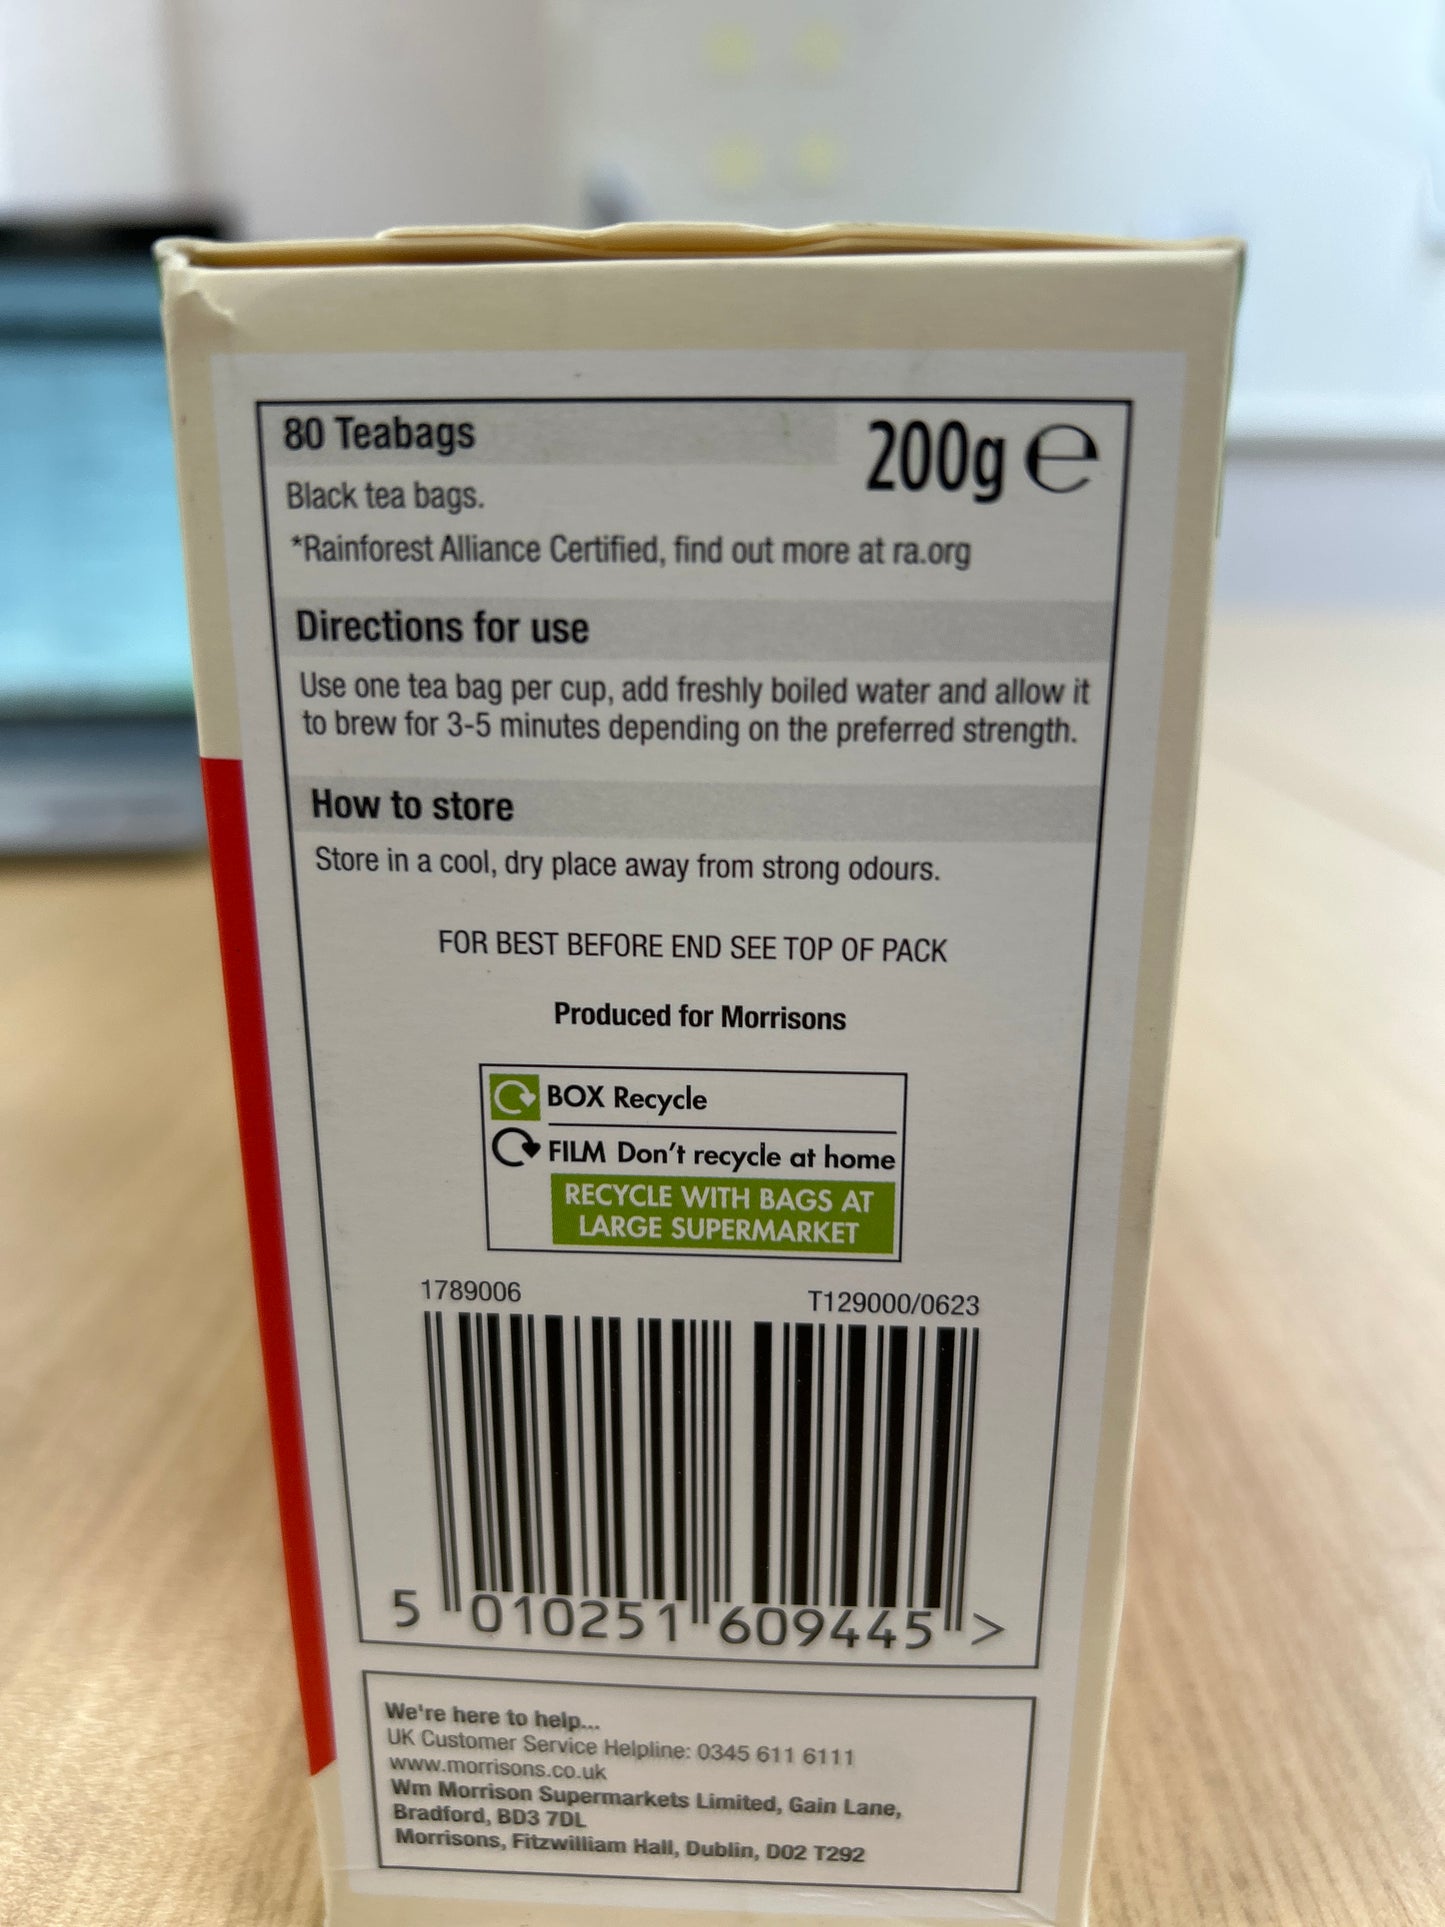 80 Teabags
200g ℮
Black tea bags.
*Rainforest Alliance Certified, find out more at ra.org
Directions for use
Use one tea bag per cup, add freshly boiled water and allow it
to brew for 3-5 minutes depending on the preferred strength.
How to store
Store in a cool, dry place away from strong odours.
FOR BEST BEFORE END SEE TOP OF PACK
Produced for Morrisons
BOX Recycle
FILM Don't recycle at home
RECYCLE WITH BAGS AT
LARGE SUPERMARKET
1789006
T129000/0623
5 010251 609445 >
We're here to help...
UK Customer Service Helpline: 0345 611 6111
www.morrisons.co.uk
Wm Morrison Supermarkets Limited, Gain Lane,
Bradford, BD3 7DL
Morrisons, Fitzwilliam Hall, Dublin, D02 T292